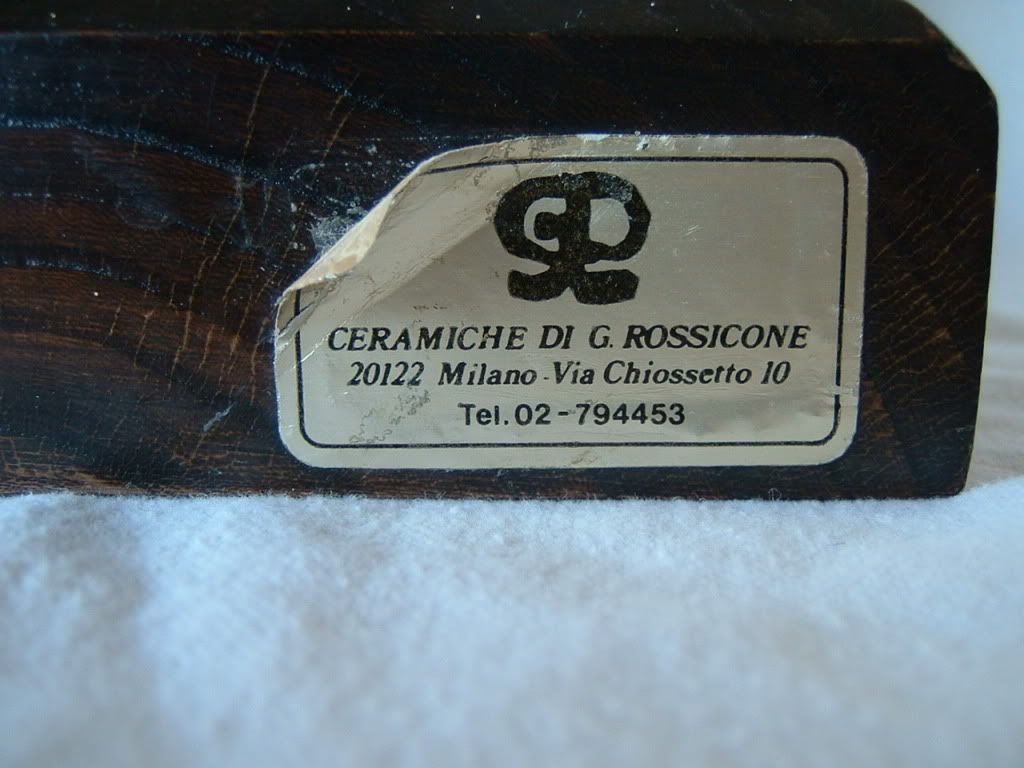 CERAMICHE DI G. ROSSICONE
20122 Milano - Via Chiossetto 10
Tel. 02 - 794453